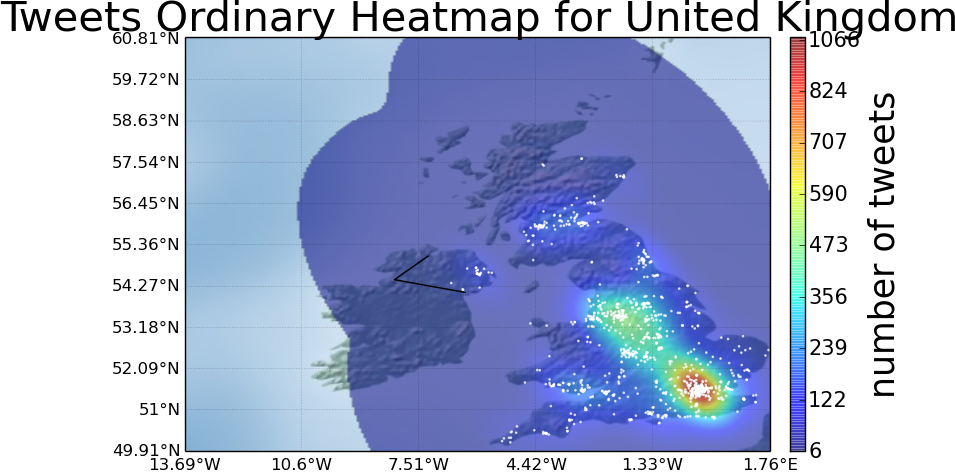 Tweets Ordinary Heatmap for United Kingdom
60.81°N
59.72°N
58.63°N
57.54°N
56.45°N
55.36°N
54.27°N
53.18°N
52.09°N
51°N
49.91°N
13.69°W 10.6°W 7.51°W 4.42°W 1.33°W 1.76°E
1066
824
707
590
473
356
239
122
6
number of tweets